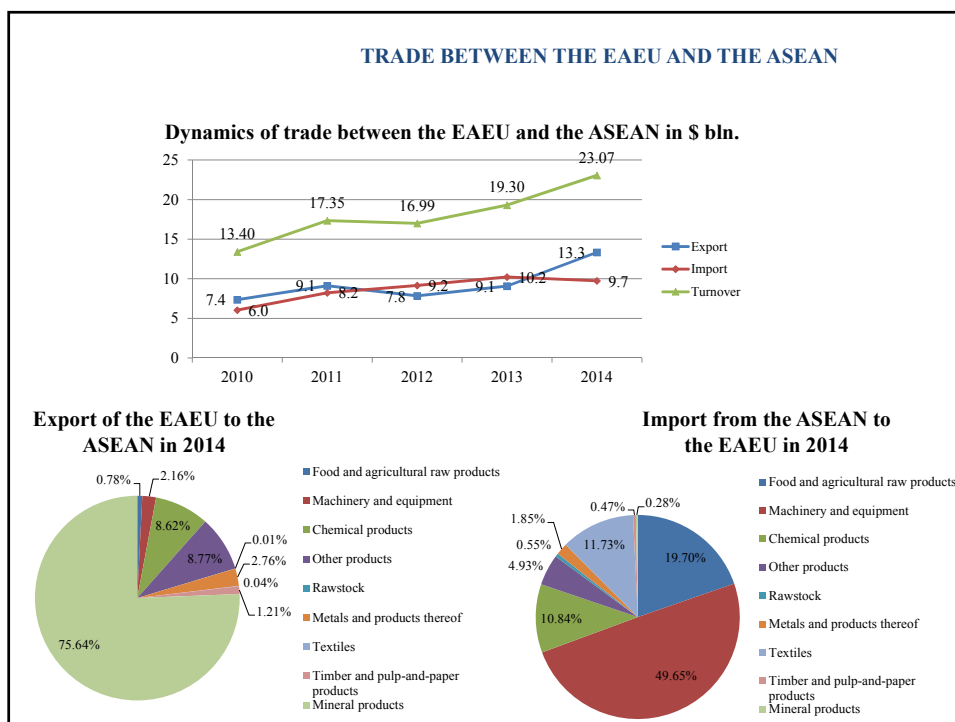 TRADE BETWEEN THE EAEU AND THE ASEAN
Dynamics of trade between the EAEU and the ASEAN in $ bln.
25
20
15
10
5
0
13.40
17.35
16.99
19.30
23.07
7.4
9.1
7.8
9.1
13.3
6.0
8.2
9.2
10.2
9.7
2010
2011
2012
2013
2014
Export
Import
Turnover
Export of the EAEU to the
ASEAN in 2014
0.78%
2.16%
8.62%
8.77%
0.01%
2.76%
0.04%
1.21%
75.64%
Food and agricultural raw products
Machinery and equipment
Chemical products
Other products
Rawstock
Metals and products thereof
Textiles
Timber and pulp-and-paper
products
Mineral products
Import from the ASEAN to
the EAEU in 2014
19.70%
49.65%
10.84%
4.93%
0.55%
1.85%
11.73%
0.47%
0.28%
Food and agricultural raw products
Machinery and equipment
Chemical products
Other products
Rawstock
Metals and products thereof
Textiles
Timber and pulp-and-paper
products
Mineral products